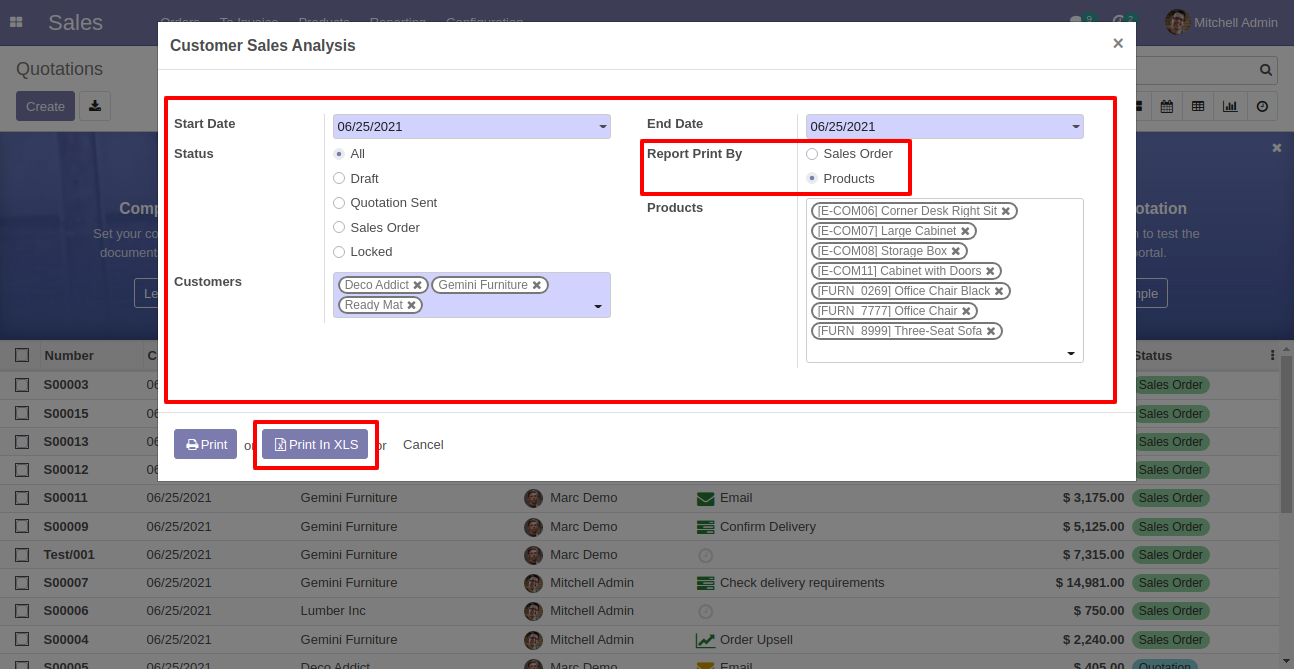 Sales Orders To Invoice Products Reporting Configuration 9 2 Mitchell Admin
Customer Sales Analysis ×
Quotations
Create
Start Date 06/25/2021 End Date 06/25/2021
Status All Report Print By Sales Order
Draft Products
Quotation Sent Products [E-COM06] Corner Desk Right Sit
Sales Order [E-COM07] Large Cabinet
Locked [E-COM08] Storage Box
[E-COM11] Cabinet with Doors
Customers Deco Addict Gemini Furniture [FURN_0269] Office Chair Black
Ready Mat [FURN_7777] Office Chair
[FURN_8999] Three-Seat Sofa
Comp otation
Set your co n to test the
document ortal.
Le ple
Number C Status
S00003 06 Sales Order
S00015 06 Sales Order
S00013 06 Sales Order
S00012 06 Sales Order
Print or Print In XLS or Cancel
S00011 06/25/2021 Gemini Furniture Marc Demo Email $ 3,175.00 Sales Order
S00009 06/25/2021 Gemini Furniture Marc Demo Confirm Delivery $ 5,125.00 Sales Order
Test/001 06/25/2021 Gemini Furniture Marc Demo $ 7,315.00 Sales Order
S00007 06/25/2021 Gemini Furniture Mitchell Admin Check delivery requirements $ 14,981.00 Sales Order
S00006 06/25/2021 Lumber Inc Mitchell Admin $ 750.00 Sales Order
S00004 06/25/2021 Gemini Furniture Mitchell Admin Order Upsell $ 2,240.00 Sales Order
S00005 06/25/2021 Deco Addict Marc Demo Email $ 405.00 Quotation